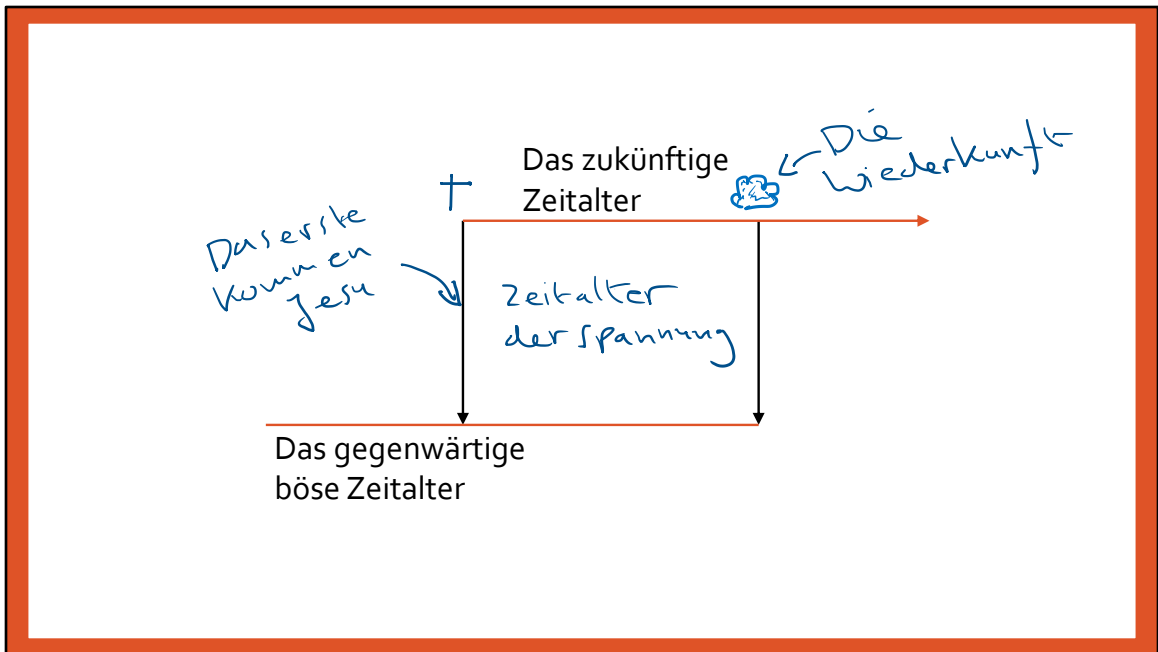 Das zukünftige
Zeitalter
Die
Wiederkunft
Das erste
Kommen
Jesu
Zeitalter
der Spannung
Das gegenwärtige
böse Zeitalter